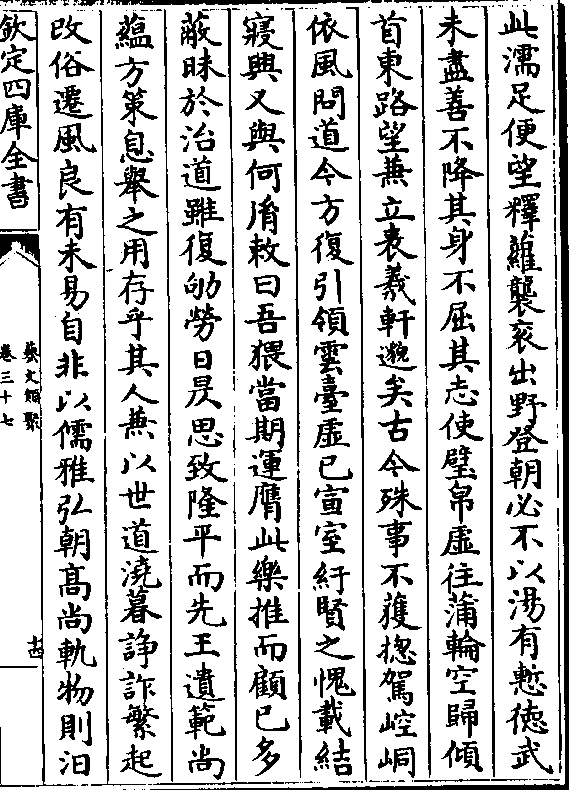 此濡足便望釋蘿襲衮出野登朝必不以湯有慙德武
未盡善不降其身不屈其志使璧帛虛往蒲輪空歸傾
首東路望兼立表羲軒邈矣古今殊事不獲揔駕崆峒
依風問道今方復引領雲臺虛已宣室紆賢之愧載結
寢興又與何𦙍敕曰吾猥當期運膺此樂推而顧已多
蔽昧於治道雖復劬勞日昃思致隆平而先王遺範尚
蘊方策息舉之用存乎其人兼以世道澆暮諍詐繁起
改俗遷風良有未易自非以儒雅弘朝髙尚軌物則汨
欽定四庫全書
藝文類聚
卷三十七
十四